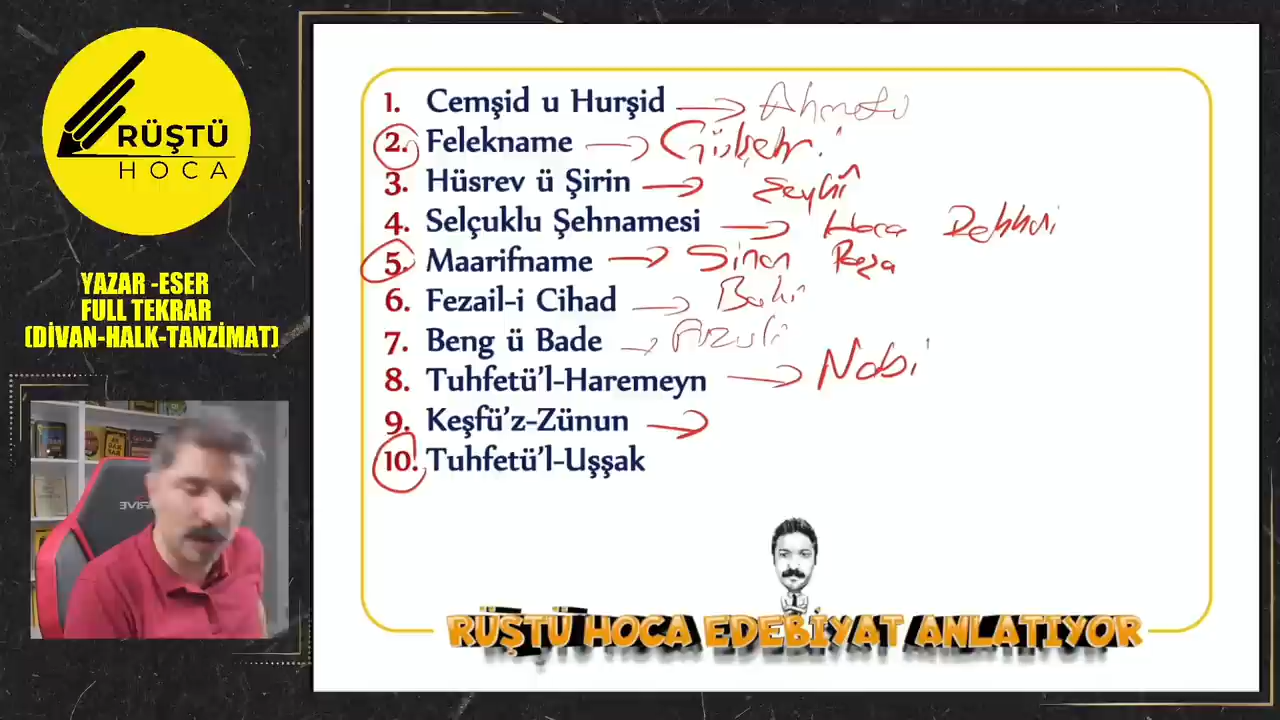 RÜŞTÜ
HOCA
YAZAR -ESER
FULL TEKRAR
(DİVAN-HALK-TANZİMAT)
1. Cemşid u Hurşid → Ahmedi
2. Felekname → Gülşehri
3. Hüsrev ü Şirin → Şeyhî
4. Selçuklu Şehnamesi → Hoca Dehhani
5. Maarifname → Sinan Paşa
6. Fezail-i Cihad → Baki
7. Beng ü Bade → Fuzuli
8. Tuhfetü'l-Haremeyn → Nabi
9. Keşfü'z-Zünun →
10. Tuhfetü'l-Uşşak
RÜŞTÜ HOCA EDEBİYAT ANLATIYOR